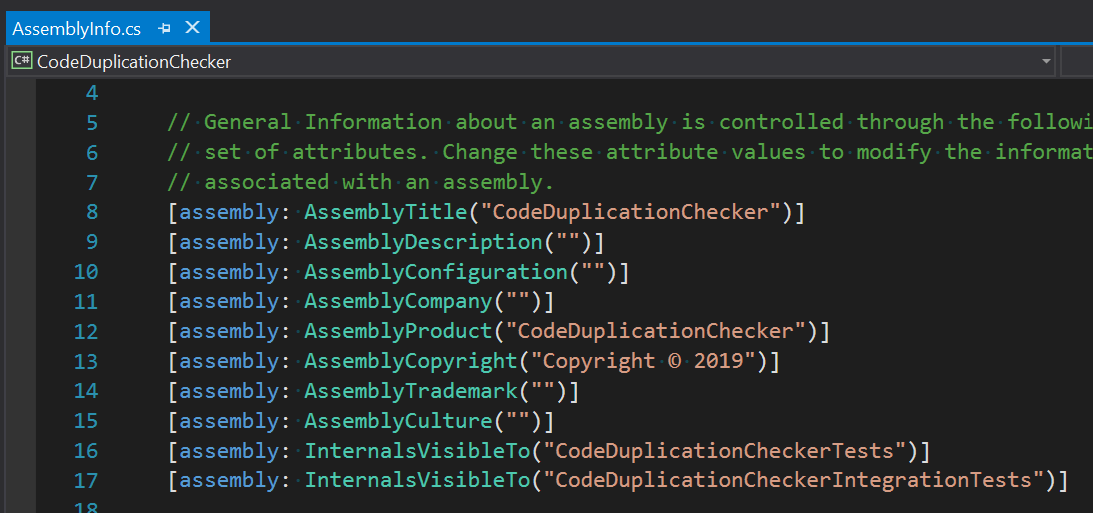 AssemblyInfo.cs
C# CodeDuplicationChecker
4
5 // General Information about an assembly is controlled through the followi
6 // set of attributes. Change these attribute values to modify the informat
7 // associated with an assembly.
8 [assembly: AssemblyTitle("CodeDuplicationChecker")]
9 [assembly: AssemblyDescription("")]
10 [assembly: AssemblyConfiguration("")]
11 [assembly: AssemblyCompany("")]
12 [assembly: AssemblyProduct("CodeDuplicationChecker")]
13 [assembly: AssemblyCopyright("Copyright © 2019")]
14 [assembly: AssemblyTrademark("")]
15 [assembly: AssemblyCulture("")]
16 [assembly: InternalsVisibleTo("CodeDuplicationCheckerTests")]
17 [assembly: InternalsVisibleTo("CodeDuplicationCheckerIntegrationTests")]
18